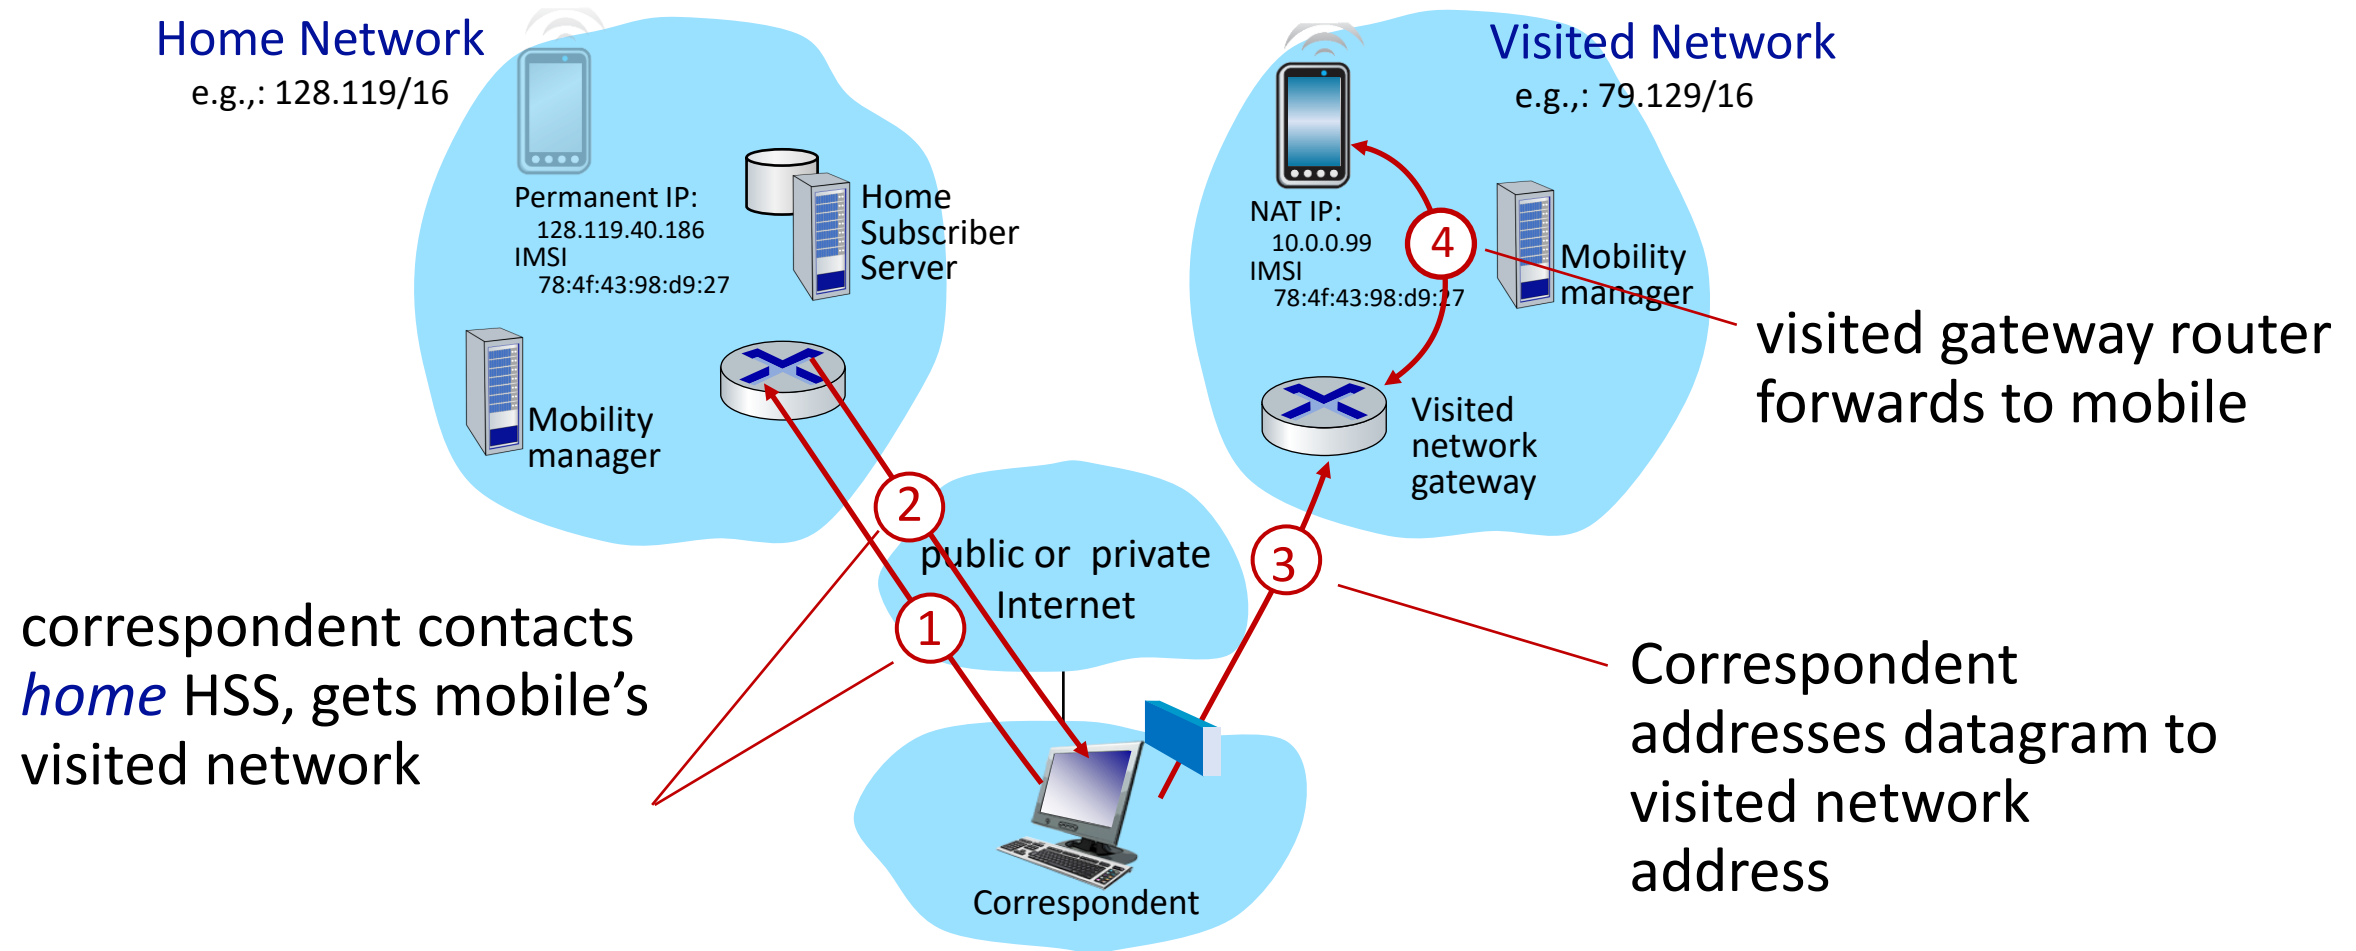 Home Network
e.g.,: 128.119/16
Permanent IP:
128.119.40.186
IMSI
78:4f:43:98:d9:27
Home
Subscriber
Server
Mobility
manager
Visited Network
e.g.,: 79.129/16
NAT IP:
10.0.0.99
IMSI
78:4f:43:98:d9:27
Mobility
manager
Visited
network
gateway
4
visited gateway router
forwards to mobile
2
public or  private
Internet
3
1
correspondent contacts
home HSS, gets mobile’s
visited network
Correspondent
addresses datagram to
visited network
address
Correspondent